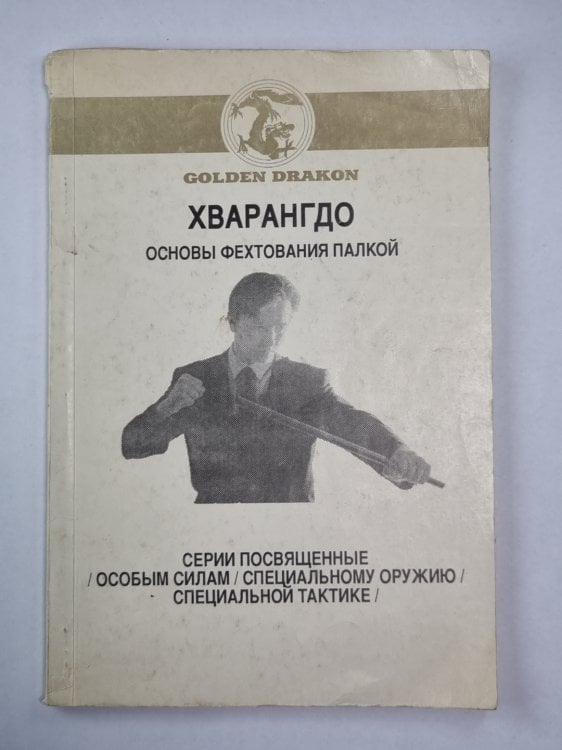 GOLDEN DRAKON
ХВАРАНГДО
ОСНОВЫ ФЕХТОВАНИЯ ПАЛКОЙ
СЕРИИ ПОСВЯЩЕННЫЕ
/ ОСОБЫМ СИЛАМ / СПЕЦИАЛЬНОМУ ОРУЖИЮ /
СПЕЦИАЛЬНОЙ ТАКТИКЕ /